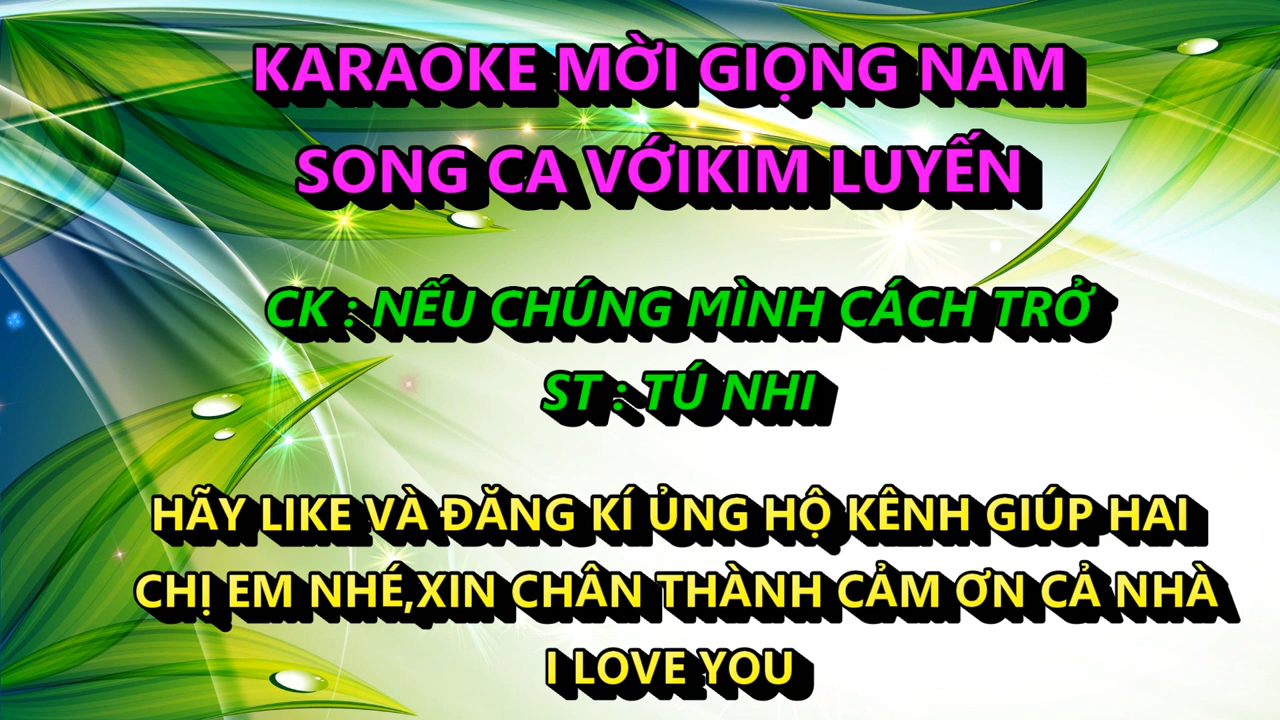 KARAOKE MỜI GIỌNG NAM
SONG CA VỚIKIM LUYẾN
CK : NẾU CHÚNG MÌNH CÁCH TRỞ
ST : TÚ NHI
HÃY LIKE VÀ ĐĂNG KÍ ỦNG HỘ KÊNH GIÚP HAI
CHỊ EM NHÉ,XIN CHÂN THÀNH CẢM ƠN CẢ NHÀ
I LOVE YOU